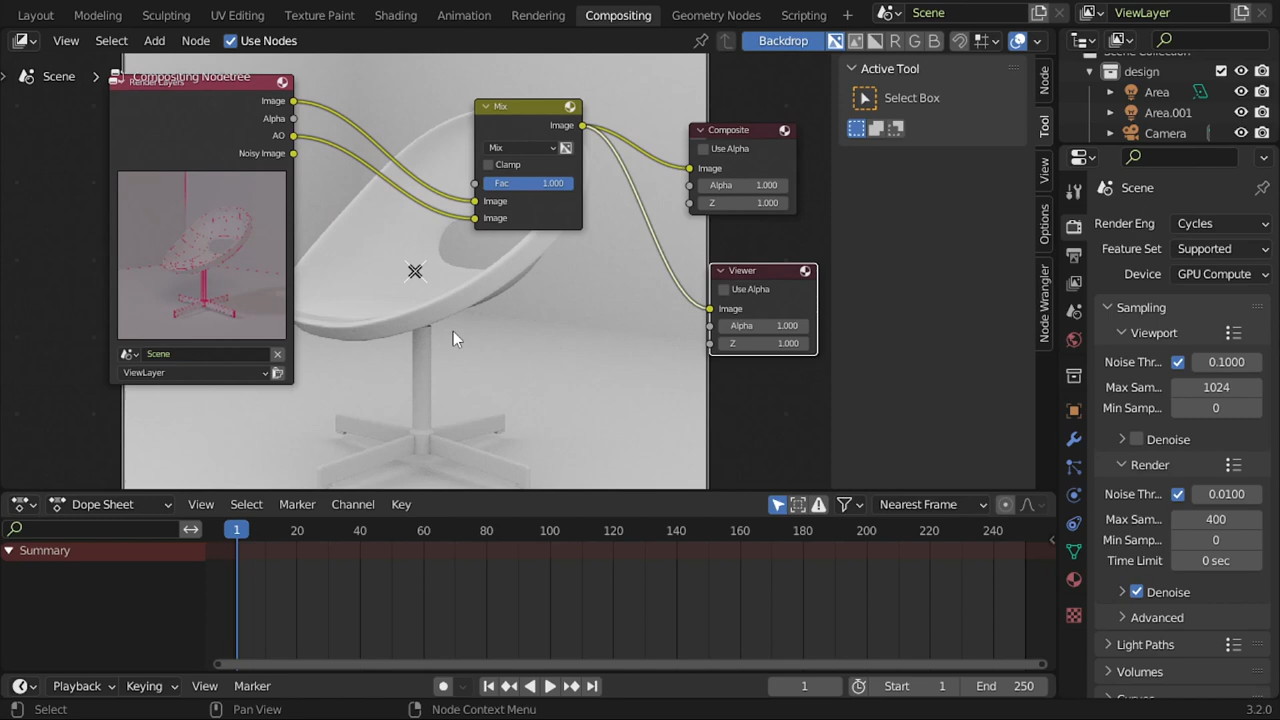 Layout Modeling Sculpting UV Editing Texture Paint Shading Animation Rendering Compositing Geometry Nodes Scripting + Scene ViewLayer
View Select Add Node Use Nodes Backdrop R G B
Scene Compositing Nodetree
design
Area
Area.001
Camera
Active Tool
Select Box
Node
Tool
View
Options
Node Wrangler
Render Layers
Image
Alpha
AO
Noisy Image
Scene
ViewLayer
Mix
Image
Mix
Clamp
Fac 1.000
Image
Image
Composite
Use Alpha
Image
Alpha 1.000
Z 1.000
Viewer
Use Alpha
Image
Alpha 1.000
Z 1.000
Scene
Render Eng Cycles
Feature Set Supported
Device GPU Compute
Sampling
Viewport
Noise Thr... 0.1000
Max Sam... 1024
Min Samp... 0
Denoise
Render
Noise Thr... 0.0100
Max Sam... 400
Min Samp... 0
Time Limit 0 sec
Denoise
Advanced
Light Paths
Volumes
Dope Sheet View Select Marker Channel Key Nearest Frame
1 20 40 60 80 100 120 140 160 180 200 220 240
Summary
Playback Keying View Marker 1 Start 1 End 250
Select Pan View Node Context Menu 3.2.0